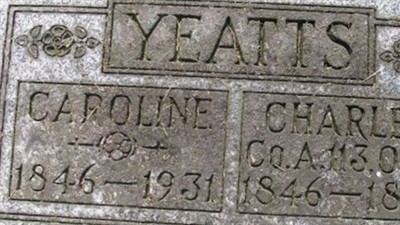 YEATTS
CAROLINE
1846-1931
CHARLE
Co.A.113.O
1846-18